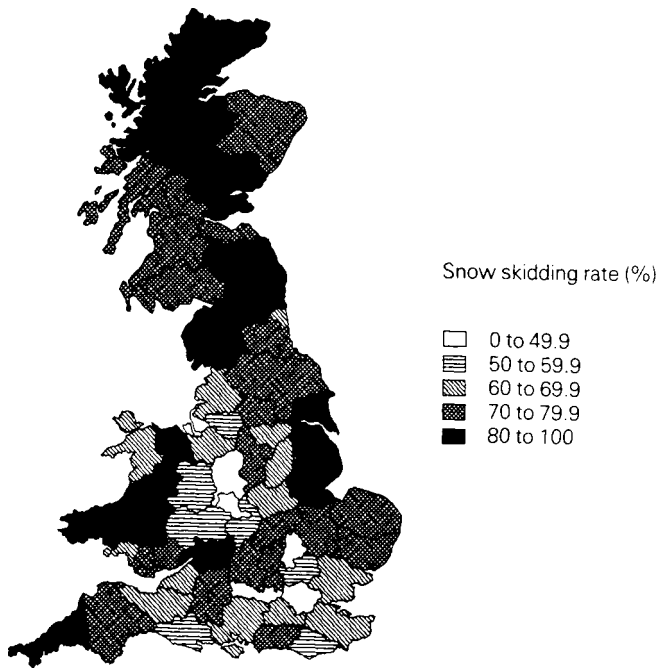 Snow skidding rate (%)
0 to 49.9
50 to 59.9
60 to 69.9
70 to 79.9
80 to 100